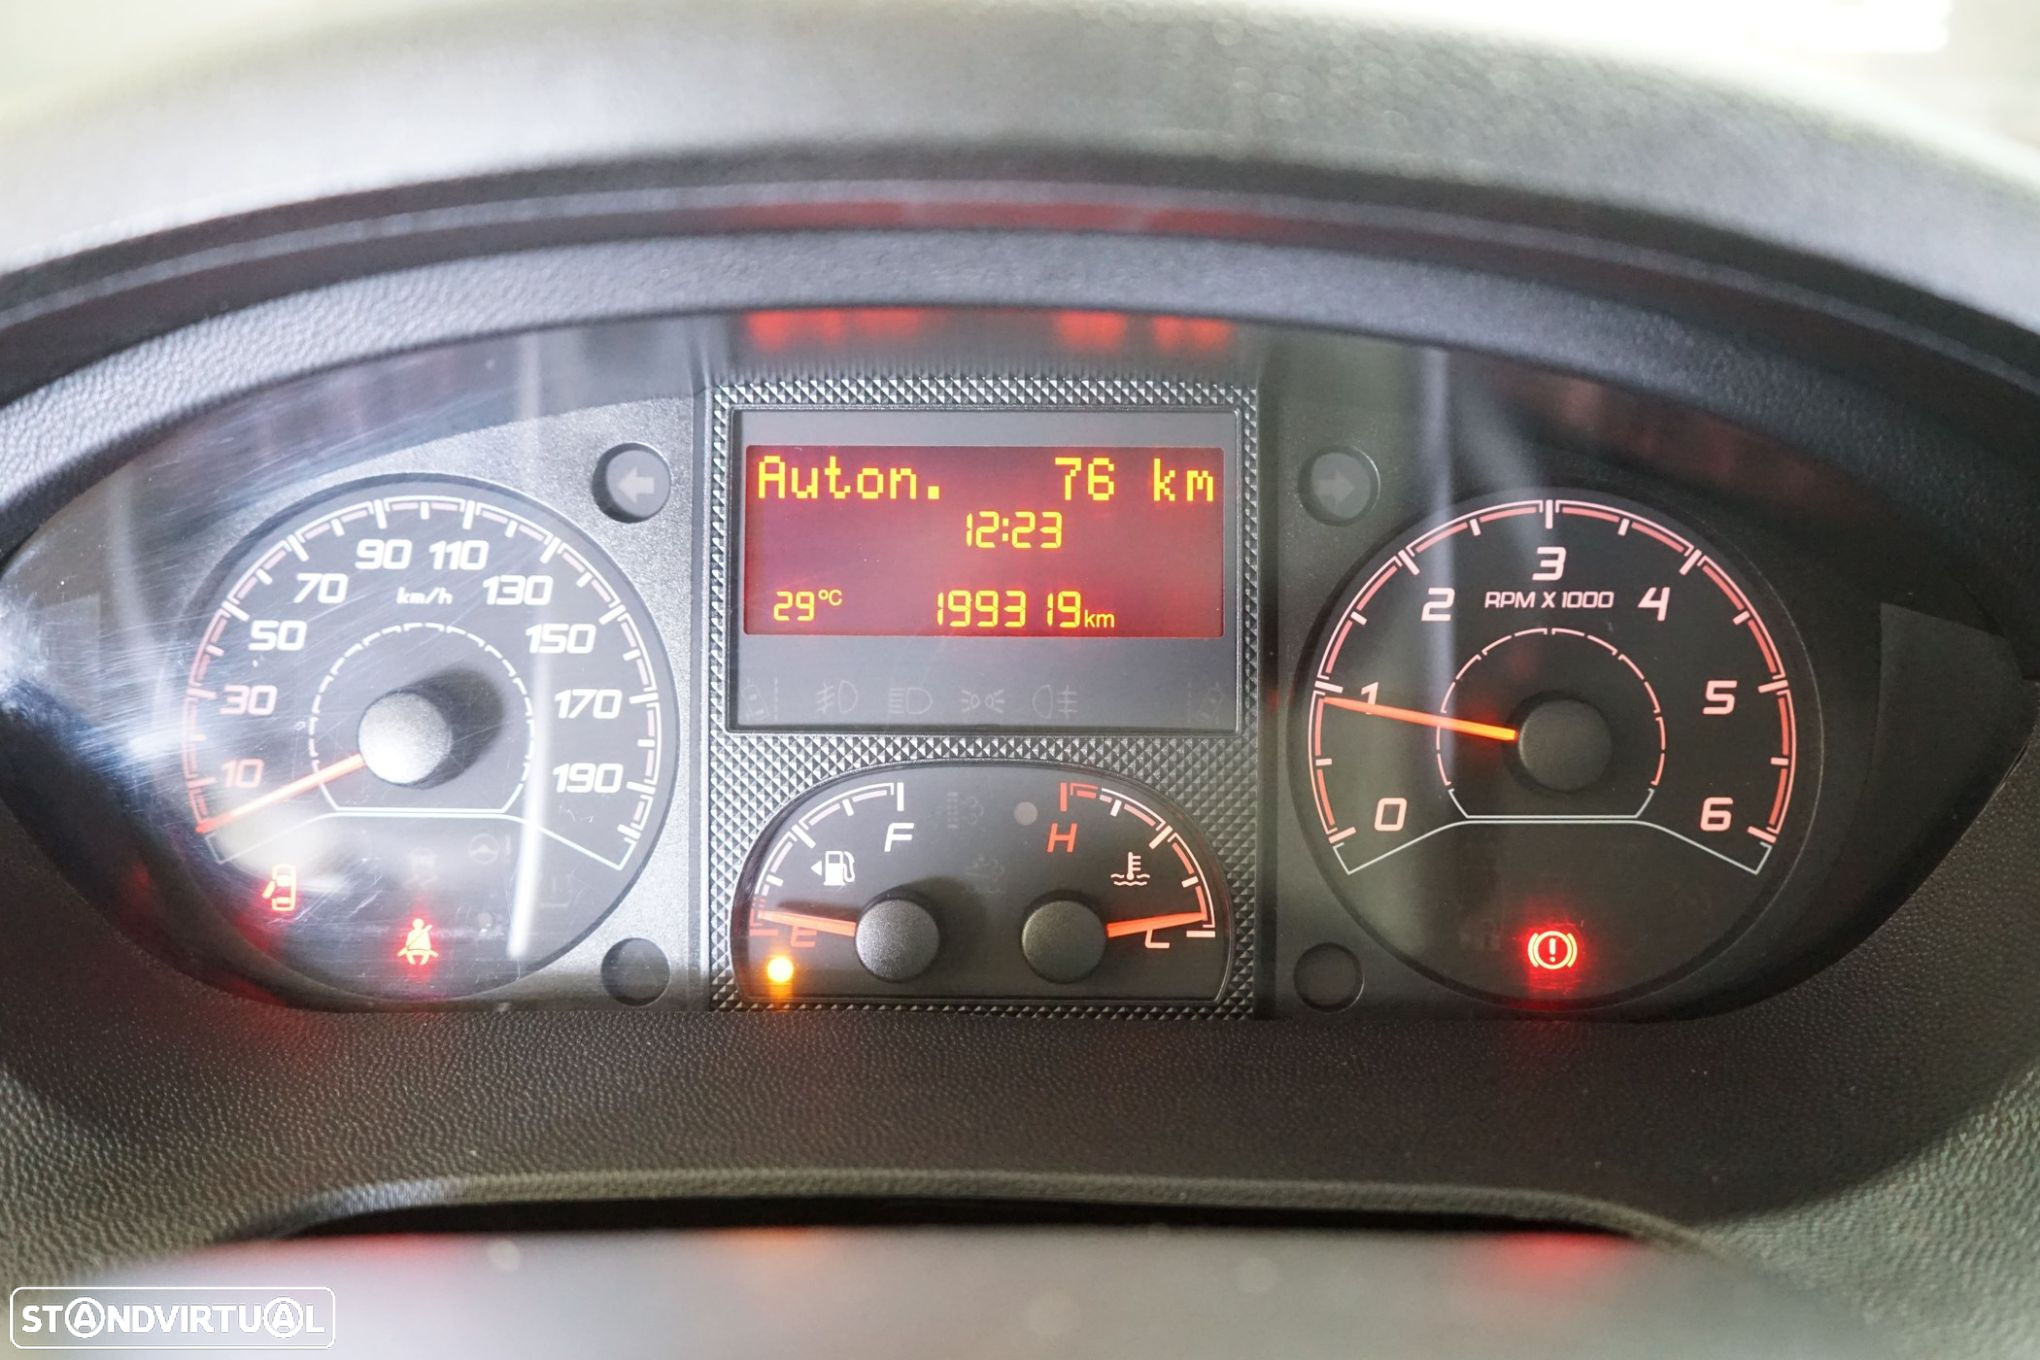 Auton. 76 km
12:23
29°C 199319km
10 30 50 70 90 110 130 150 170 190
km/h
0 1 2 3 4 5 6
RPM X 1000
F
E
H
L
STANDVIRTUAL